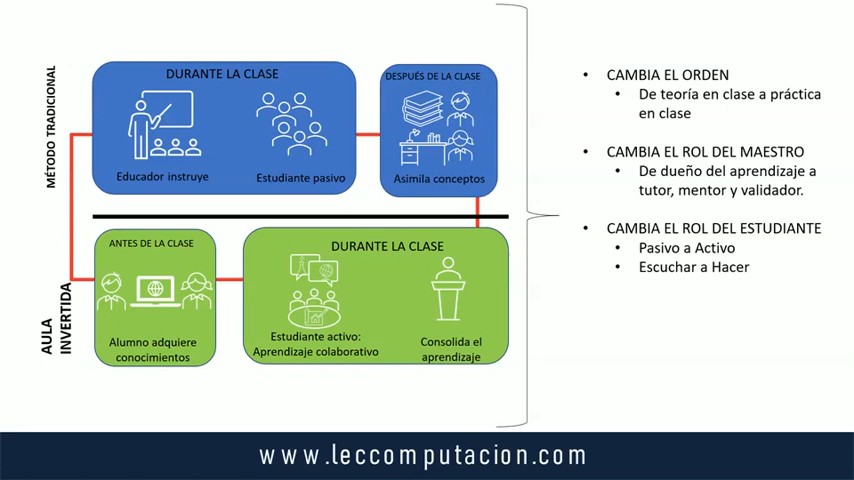 MÉTODO TRADICIONAL
DURANTE LA CLASE
Educador instruye
Estudiante pasivo
DESPUÉS DE LA CLASE
Asimila conceptos
AULA
INVERTIDA
ANTES DE LA CLASE
Alumno adquiere
conocimientos
DURANTE LA CLASE
Estudiante activo:
Aprendizaje colaborativo
Consolida el
aprendizaje
• CAMBIA EL ORDEN
• De teoría en clase a práctica
en clase
• CAMBIA EL ROL DEL MAESTRO
• De dueño del aprendizaje a
tutor, mentor y validador.
• CAMBIA EL ROL DEL ESTUDIANTE
• Pasivo a Activo
• Escuchar a Hacer
www.leccomputacion.com